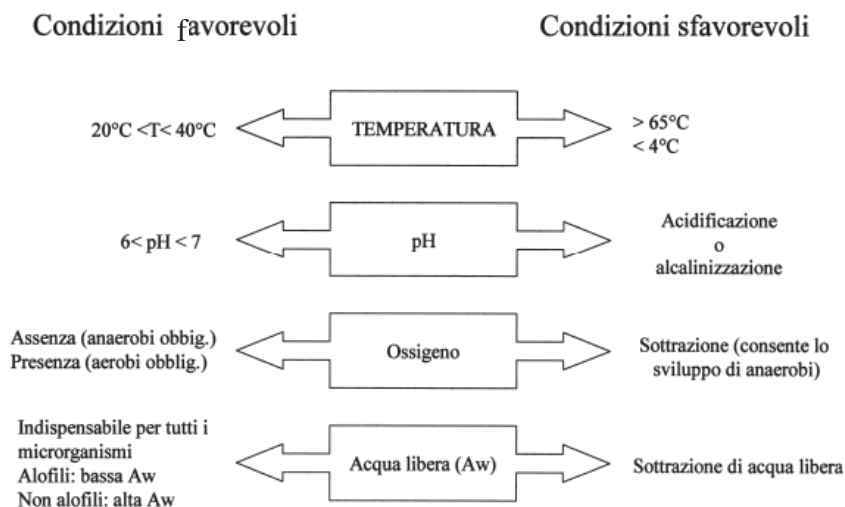 Condizioni favorevoli
Condizioni sfavorevoli
20°C <T< 40°C
TEMPERATURA
> 65°C
< 4°C
6< pH < 7
pH
Acidificazione
o
alcalinizzazione
Assenza (anaerobi obbig.)
Presenza (aerobi obblig.)
Ossigeno
Sottrazione (consente lo
sviluppo di anaerobi)
Indispensabile per tutti i
microrganismi
Alofili: bassa Aw
Non alofili: alta Aw
Acqua libera (Aw)
Sottrazione di acqua libera